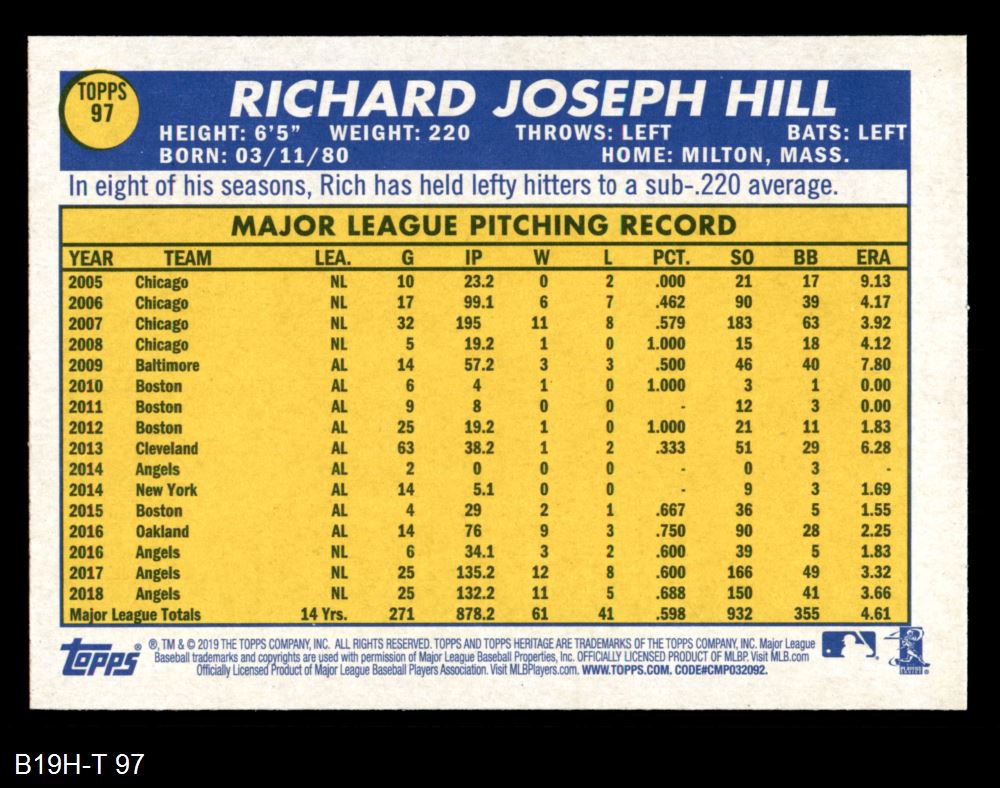 TOPPS
97
RICHARD JOSEPH HILL
HEIGHT: 6'5" WEIGHT: 220 THROWS: LEFT BATS: LEFT
BORN: 03/11/80 HOME: MILTON, MASS.
In eight of his seasons, Rich has held lefty hitters to a sub-.220 average.
MAJOR LEAGUE PITCHING RECORD
YEAR TEAM LEA. G IP W L PCT. SO BB ERA
2005 Chicago NL 10 23.2 0 2 .000 21 17 9.13
2006 Chicago NL 17 99.1 6 7 .462 90 39 4.17
2007 Chicago NL 32 195 11 8 .579 183 63 3.92
2008 Chicago NL 5 19.2 1 0 1.000 15 18 4.12
2009 Baltimore AL 14 57.2 3 3 .500 46 40 7.80
2010 Boston AL 6 4 1 0 1.000 3 1 0.00
2011 Boston AL 9 8 0 0 - 12 3 0.00
2012 Boston AL 25 19.2 1 0 1.000 21 11 1.83
2013 Cleveland AL 63 38.2 1 2 .333 51 29 6.28
2014 Angels AL 2 0 0 0 - 0 3 -
2014 New York AL 14 5.1 0 0 - 9 3 1.69
2015 Boston AL 4 29 2 1 .667 36 5 1.55
2016 Oakland AL 14 76 9 3 .750 90 28 2.25
2016 Angels NL 6 34.1 3 2 .600 39 5 1.83
2017 Angels NL 25 135.2 12 8 .600 166 49 3.32
2018 Angels NL 25 132.2 11 5 .688 150 41 3.66
Major League Totals 14 Yrs. 271 878.2 61 41 .598 932 355 4.61
Topps ® ®, TM & © 2019 THE TOPPS COMPANY, INC. ALL RIGHTS RESERVED. TOPPS AND TOPPS HERITAGE ARE TRADEMARKS OF THE TOPPS COMPANY, INC. Major League
Baseball trademarks and copyrights are used with permission of Major League Baseball Properties, Inc. OFFICIALLY LICENSED PRODUCT OF MLBP. Visit MLB.com
Officially Licensed Product of Major League Baseball Players Association. Visit MLBPlayers.com. WWW.TOPPS.COM. CODE#CMP032092.
B19H-T 97